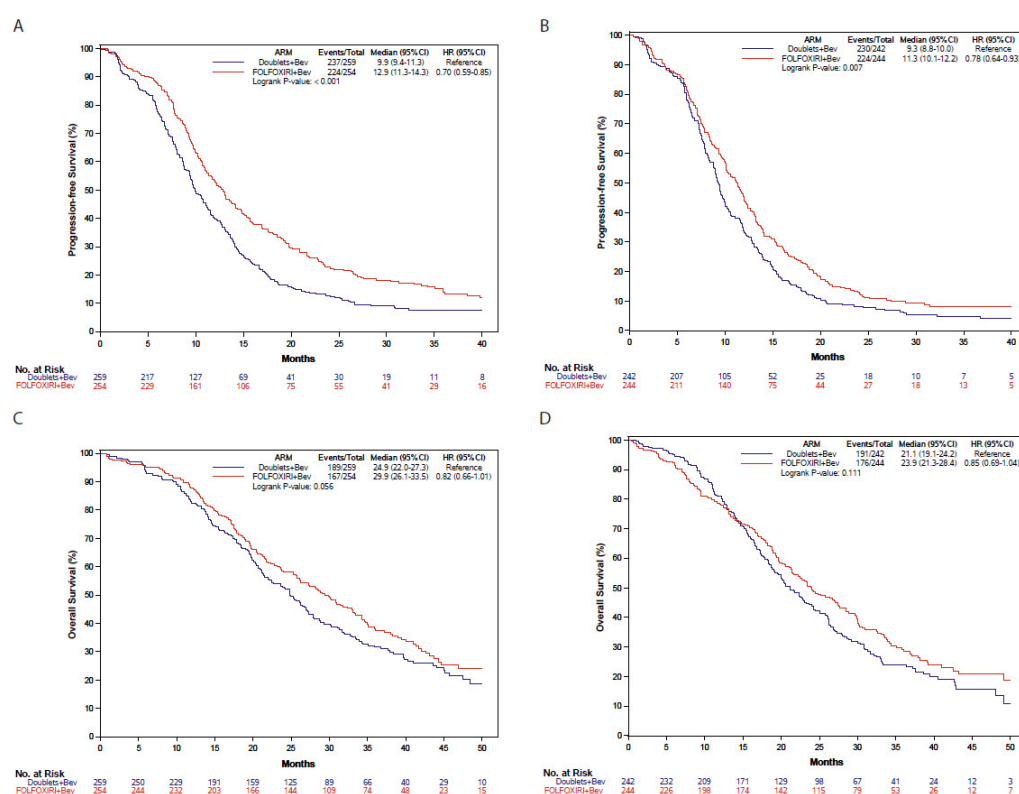 A
ARM Events/Total Median (95%CI) HR (95%CI)
Doublets+Bev 237/259 9.9 (9.4-11.3) Reference
FOLFOXIRI+Bev 224/254 12.9 (11.3-14.3) 0.70 (0.59-0.85)
Logrank P-value: < 0.001
Progression-free Survival (%)
100
90
80
70
60
50
40
30
20
10
0
0 5 10 15 20 25 30 35 40
Months
No. at Risk
Doublets+Bev 259 217 127 69 41 30 19 11 8
FOLFOXIRI+Bev 254 229 161 106 75 55 41 29 16
B
ARM Events/Total Median (95%CI) HR (95%CI)
Doublets+Bev 230/242 9.3 (8.8-10.0) Reference
FOLFOXIRI+Bev 224/244 11.3 (10.1-12.2) 0.78 (0.64-0.93
Logrank P-value: 0.007
Progression-free Survival (%)
100
90
80
70
60
50
40
30
20
10
0
0 5 10 15 20 25 30 35 40
Months
No. at Risk
Doublets+Bev 242 207 105 52 25 18 10 7 5
FOLFOXIRI+Bev 244 211 140 75 44 27 18 13 5
C
ARM Events/Total Median (95%CI) HR (95%CI)
Doublets+Bev 189/259 24.9 (22.0-27.3) Reference
FOLFOXIRI+Bev 167/254 29.9 (26.1-33.5) 0.82 (0.66-1.01)
Logrank P-value: 0.056
Overall Survival (%)
100
90
80
70
60
50
40
30
20
10
0
0 5 10 15 20 25 30 35 40 45 50
Months
No. at Risk
Doublets+Bev 259 250 229 191 159 125 89 66 40 29 10
FOLFOXIRI+Bev 254 244 232 203 166 144 109 74 48 23 15
D
ARM Events/Total Median (95%CI) HR (95%CI)
Doublets+Bev 191/242 21.1 (19.1-24.2) Reference
FOLFOXIRI+Bev 176/244 23.9 (21.3-28.4) 0.85 (0.69-1.04)
Logrank P-value: 0.111
Overall Survival (%)
100
90
80
70
60
50
40
30
20
10
0
0 5 10 15 20 25 30 35 40 45 50
Months
No. at Risk
Doublets+Bev 242 232 209 171 129 98 67 41 24 12 3
FOLFOXIRI+Bev 244 226 198 174 142 115 79 53 26 12 7